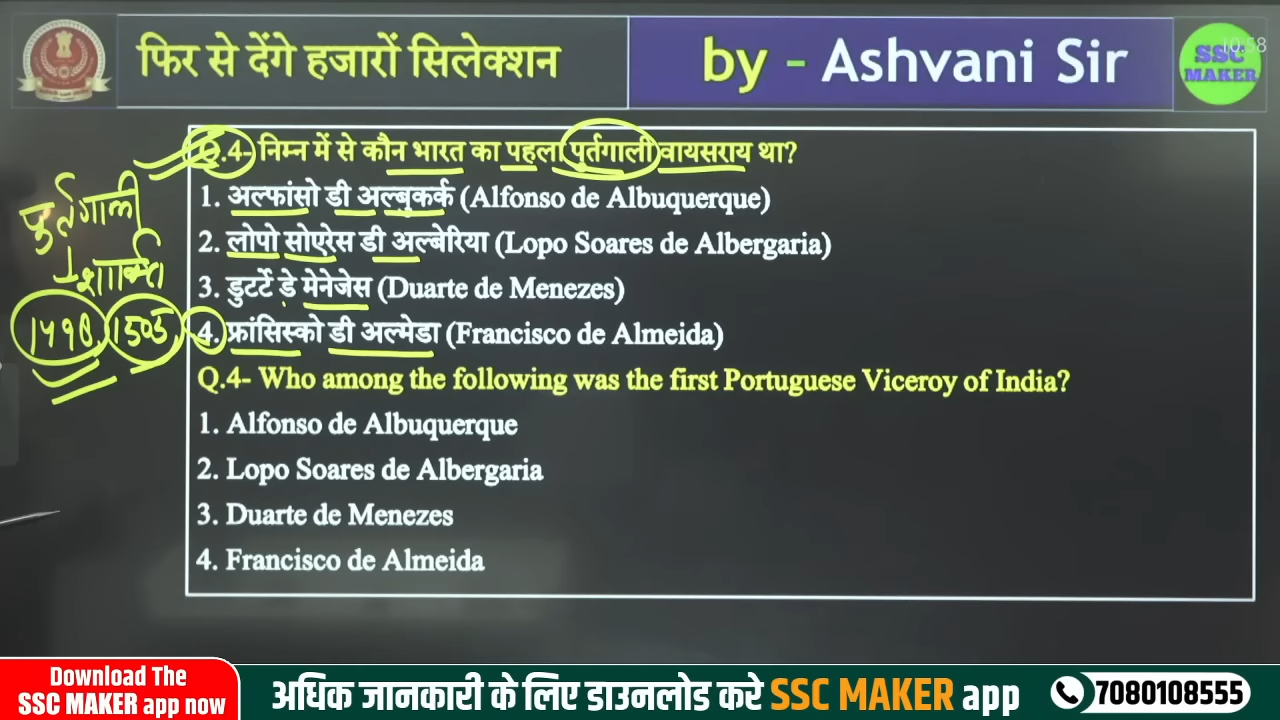 फिर से देंगे हजारों सिलेक्शन
by - Ashvani Sir
SSC
MAKER
10:58
Q.4- निम्न में से कौन भारत का पहला पुर्तगाली वायसराय था?
1. अल्फांसो डी अल्बुकर्क (Alfonso de Albuquerque)
2. लोपो सोएरेस डी अल्बेरिया (Lopo Soares de Albergaria)
3. डुटर्टे डे मेनेजेस (Duarte de Menezes)
4. फ्रांसिस्को डी अल्मेडा (Francisco de Almeida)
पुर्तगाली
1498 1505
Q.4- Who among the following was the first Portuguese Viceroy of India?
1. Alfonso de Albuquerque
2. Lopo Soares de Albergaria
3. Duarte de Menezes
4. Francisco de Almeida
Download The
SSC MAKER app now
अधिक जानकारी के लिए डाउनलोड करे SSC MAKER app
7080108555